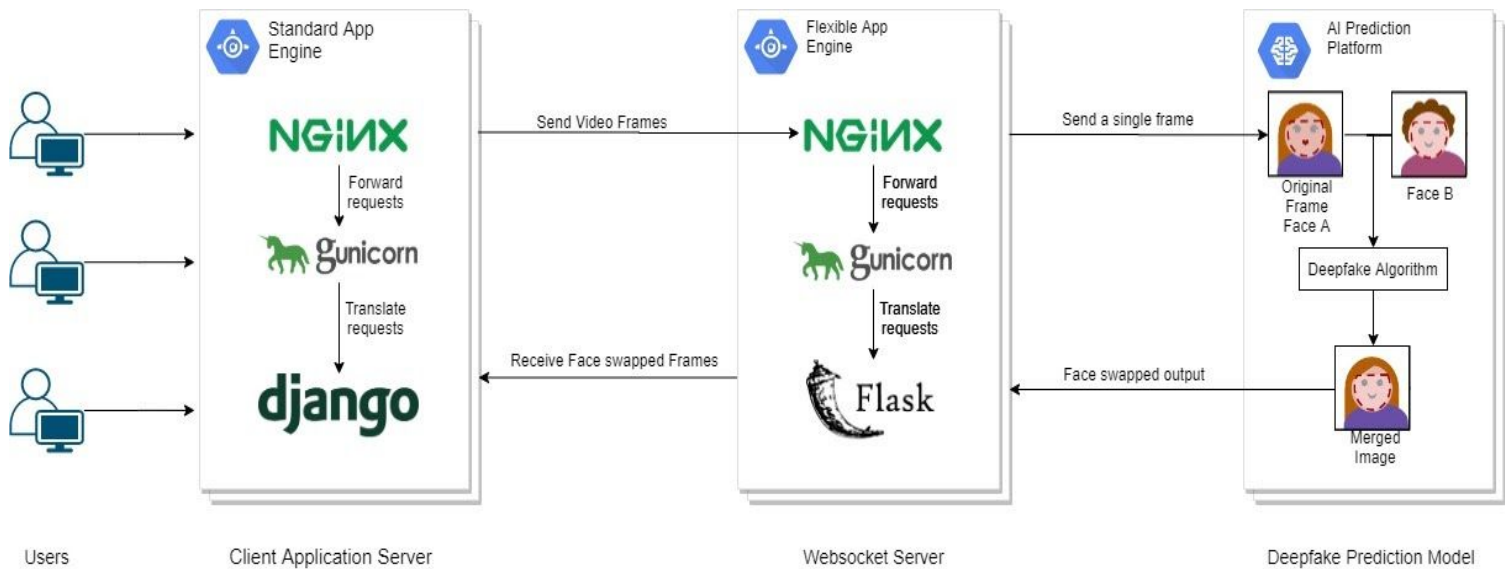 Standard App
Engine
NGINX
Forward
requests
gunicorn
Translate
requests
django
Send Video Frames
Receive Face swapped Frames
Flexible App
Engine
NGINX
Forward
requests
gunicorn
Translate
requests
Flask
Send a single frame
Face swapped output
AI Prediction
Platform
Original
Frame
Face A
Face B
Deepfake Algorithm
Merged
Image
Users
Client Application Server
Websocket Server
Deepfake Prediction Model